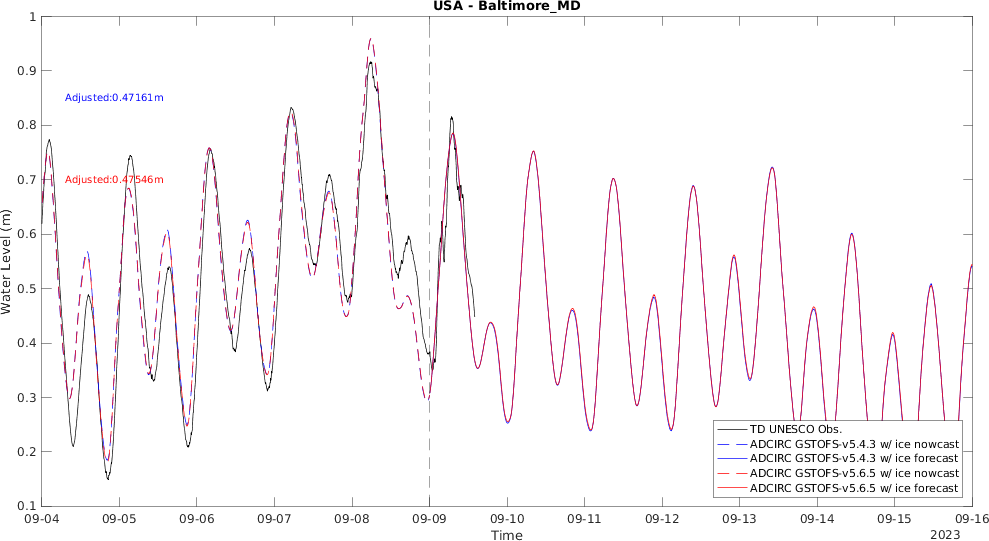 USA - Baltimore_MD
1
0.9
0.8
0.7
0.6
0.5
0.4
0.3
0.2
0.1
Water Level (m)
Adjusted:0.47161m
Adjusted:0.47546m
TD UNESCO Obs.
ADCIRC GSTOFS-v5.4.3 w/ ice nowcast
ADCIRC GSTOFS-v5.4.3 w/ ice forecast
ADCIRC GSTOFS-v5.6.5 w/ ice nowcast
ADCIRC GSTOFS-v5.6.5 w/ ice forecast
09-04 09-05 09-06 09-07 09-08 09-09 09-10 09-11 09-12 09-13 09-14 09-15 09-16
Time
2023